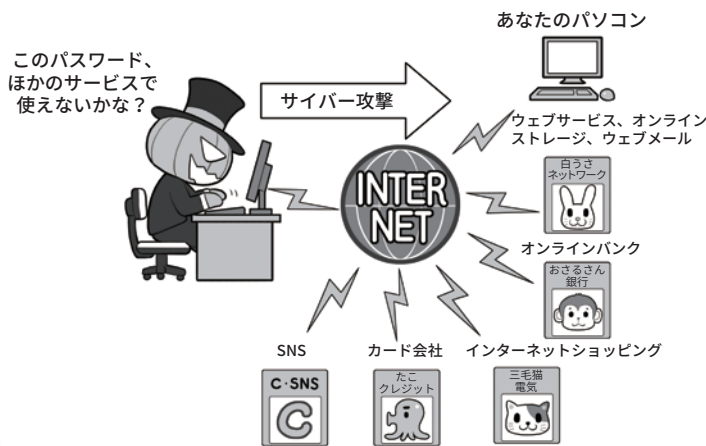 あなたのパソコン
このパスワード、
ほかのサービスで
使えないかな？
サイバー攻撃
ウェブサービス、オンライン
ストレージ、ウェブメール
白うさ
ネットワーク
INTER
NET
オンラインバンク
おさるさん
銀行
SNS
カード会社
インターネットショッピング
C·SNS
C
たこ
クレジット
三毛猫
電気